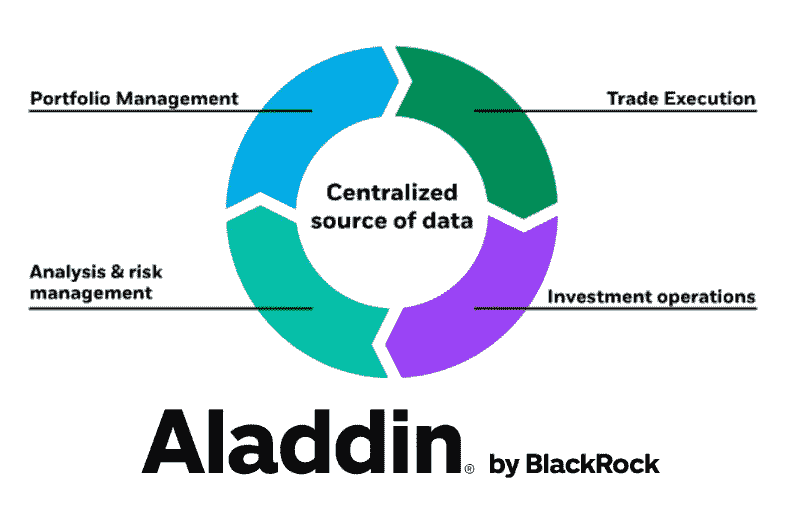 Portfolio Management
Trade Execution
Centralized
source of data
Analysis & risk
management
Investment operations
Aladdin® by BlackRock